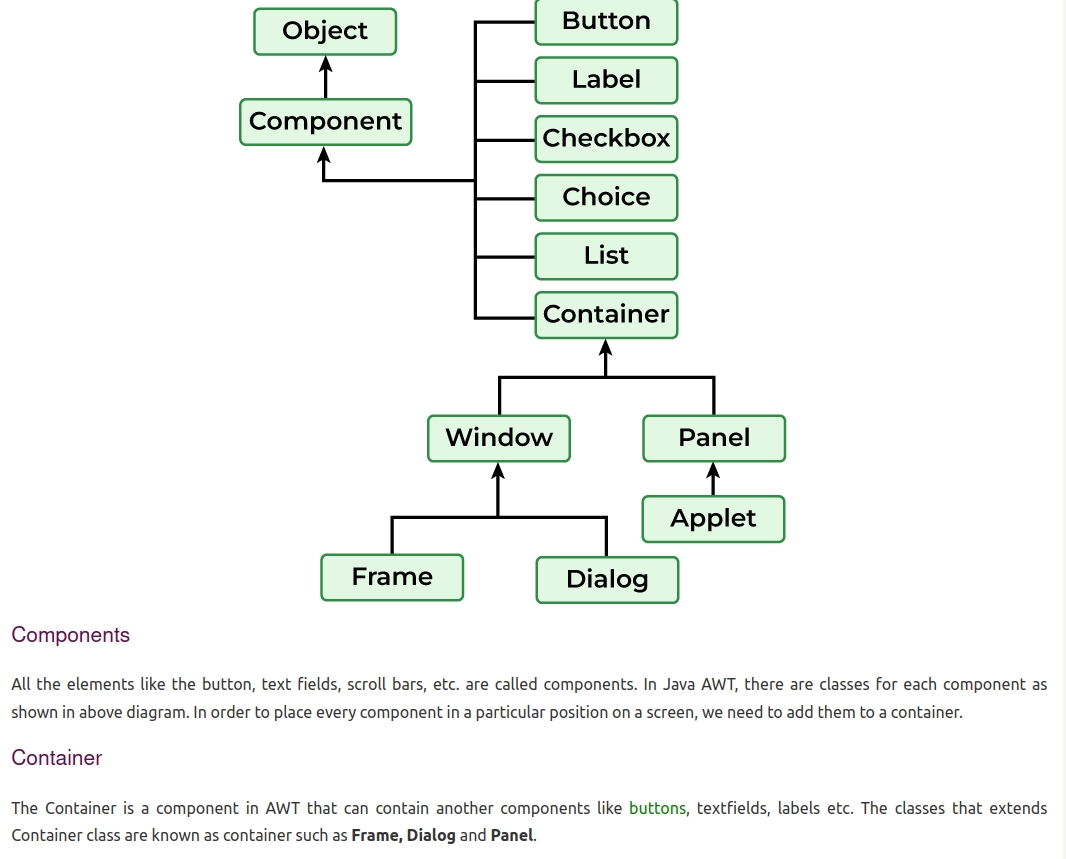 Object
Button
Label
Component
Checkbox
Choice
List
Container
Window
Panel
Applet
Frame
Dialog
Components
All the elements like the button, text fields, scroll bars, etc. are called components. In Java AWT, there are classes for each component as
shown in above diagram. In order to place every component in a particular position on a screen, we need to add them to a container.
Container
The Container is a component in AWT that can contain another components like buttons, textfields, labels etc. The classes that extends
Container class are known as container such as Frame, Dialog and Panel.